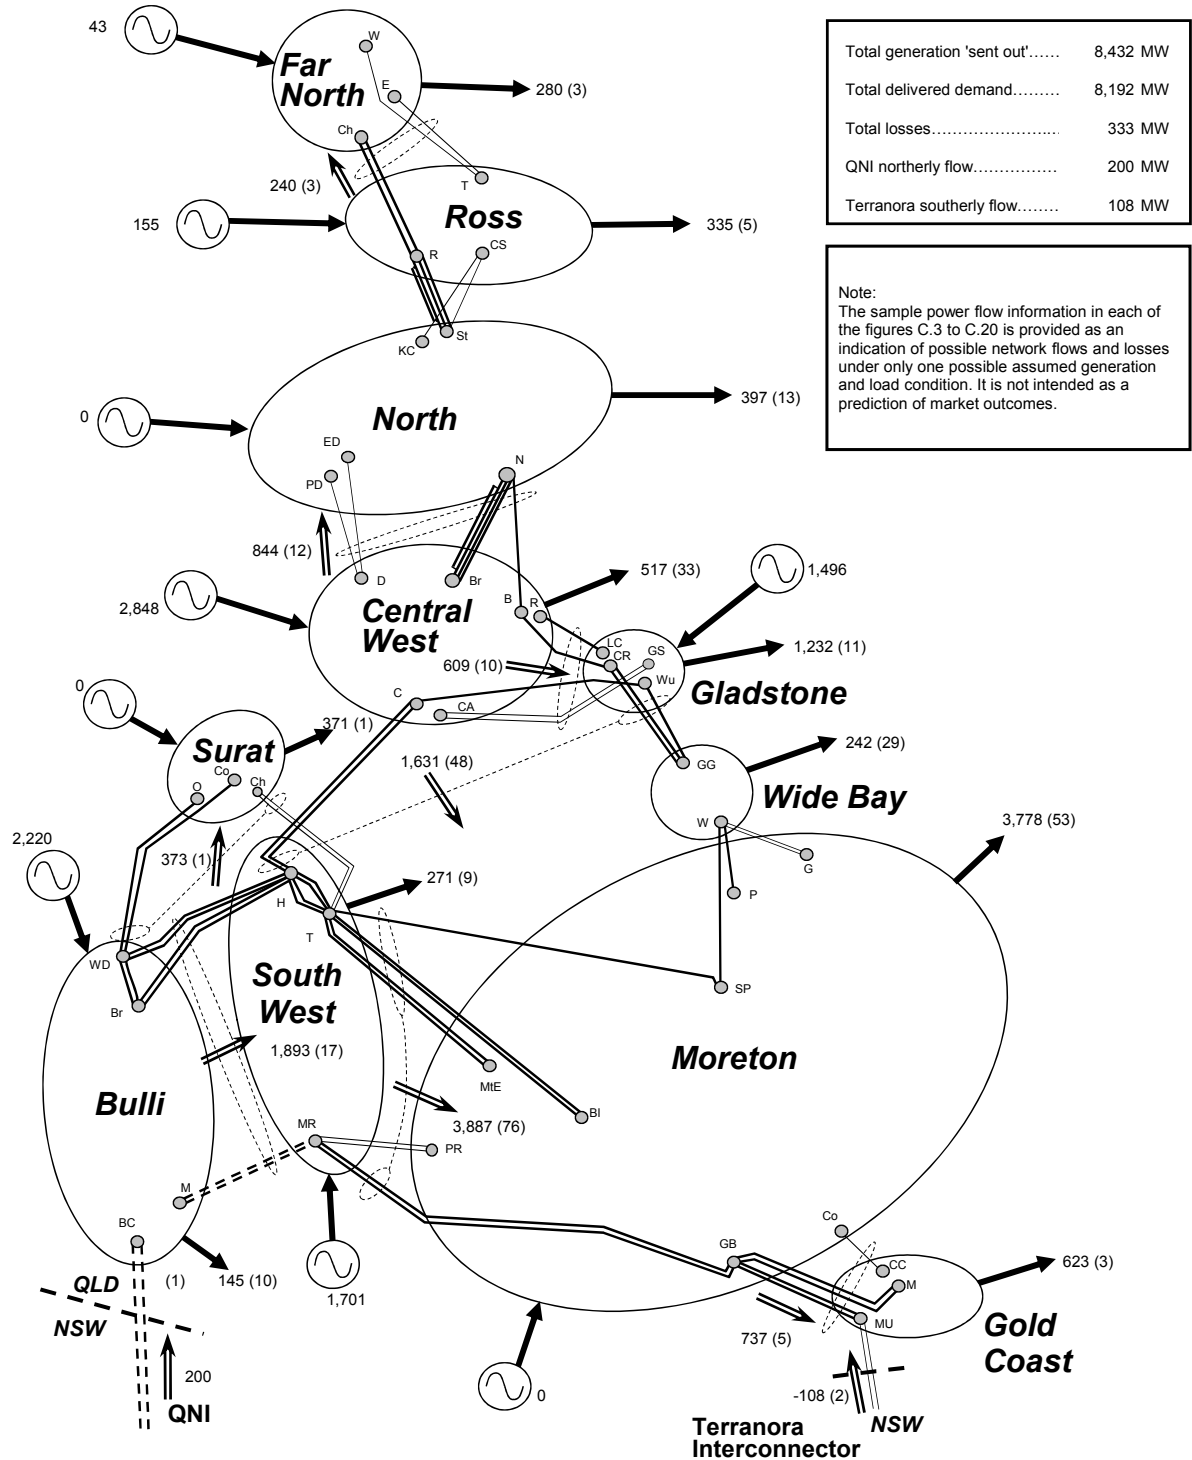 43
W
Far
North
E
280 (3)
Ch
240 (3)
T
Ross
155
335 (5)
CS
R
St
KC
North
0
397 (13)
ED
PD
N
844 (12)
D
Br
Central
West
2,848
B
R
517 (33)
1,496
LC
CR
GS
Wu
1,232 (11)
609 (10)
Gladstone
C
CA
0
Surat
371 (1)
Co
O
Ch
1,631 (48)
GG
242 (29)
Wide Bay
W
G
P
3,778 (53)
2,220
373 (1)
271 (9)
H
T
WD
Br
South
West
SP
1,893 (17)
Moreton
MtE
BI
Bulli
3,887 (76)
MR
PR
M
BC
QLD
(1)
145 (10)
NSW
1,701
200
QNI
Co
GB
CC
M
623 (3)
MU
737 (5)
Gold
Coast
0
-108 (2)
NSW
Terranora
Interconnector
Total generation 'sent out'...... 8,432 MW
Total delivered demand......... 8,192 MW
Total losses........................ 333 MW
QNI northerly flow................ 200 MW
Terranora southerly flow........ 108 MW
Note:
The sample power flow information in each of
the figures C.3 to C.20 is provided as an
indication of possible network flows and losses
under only one possible assumed generation
and load condition. It is not intended as a
prediction of market outcomes.